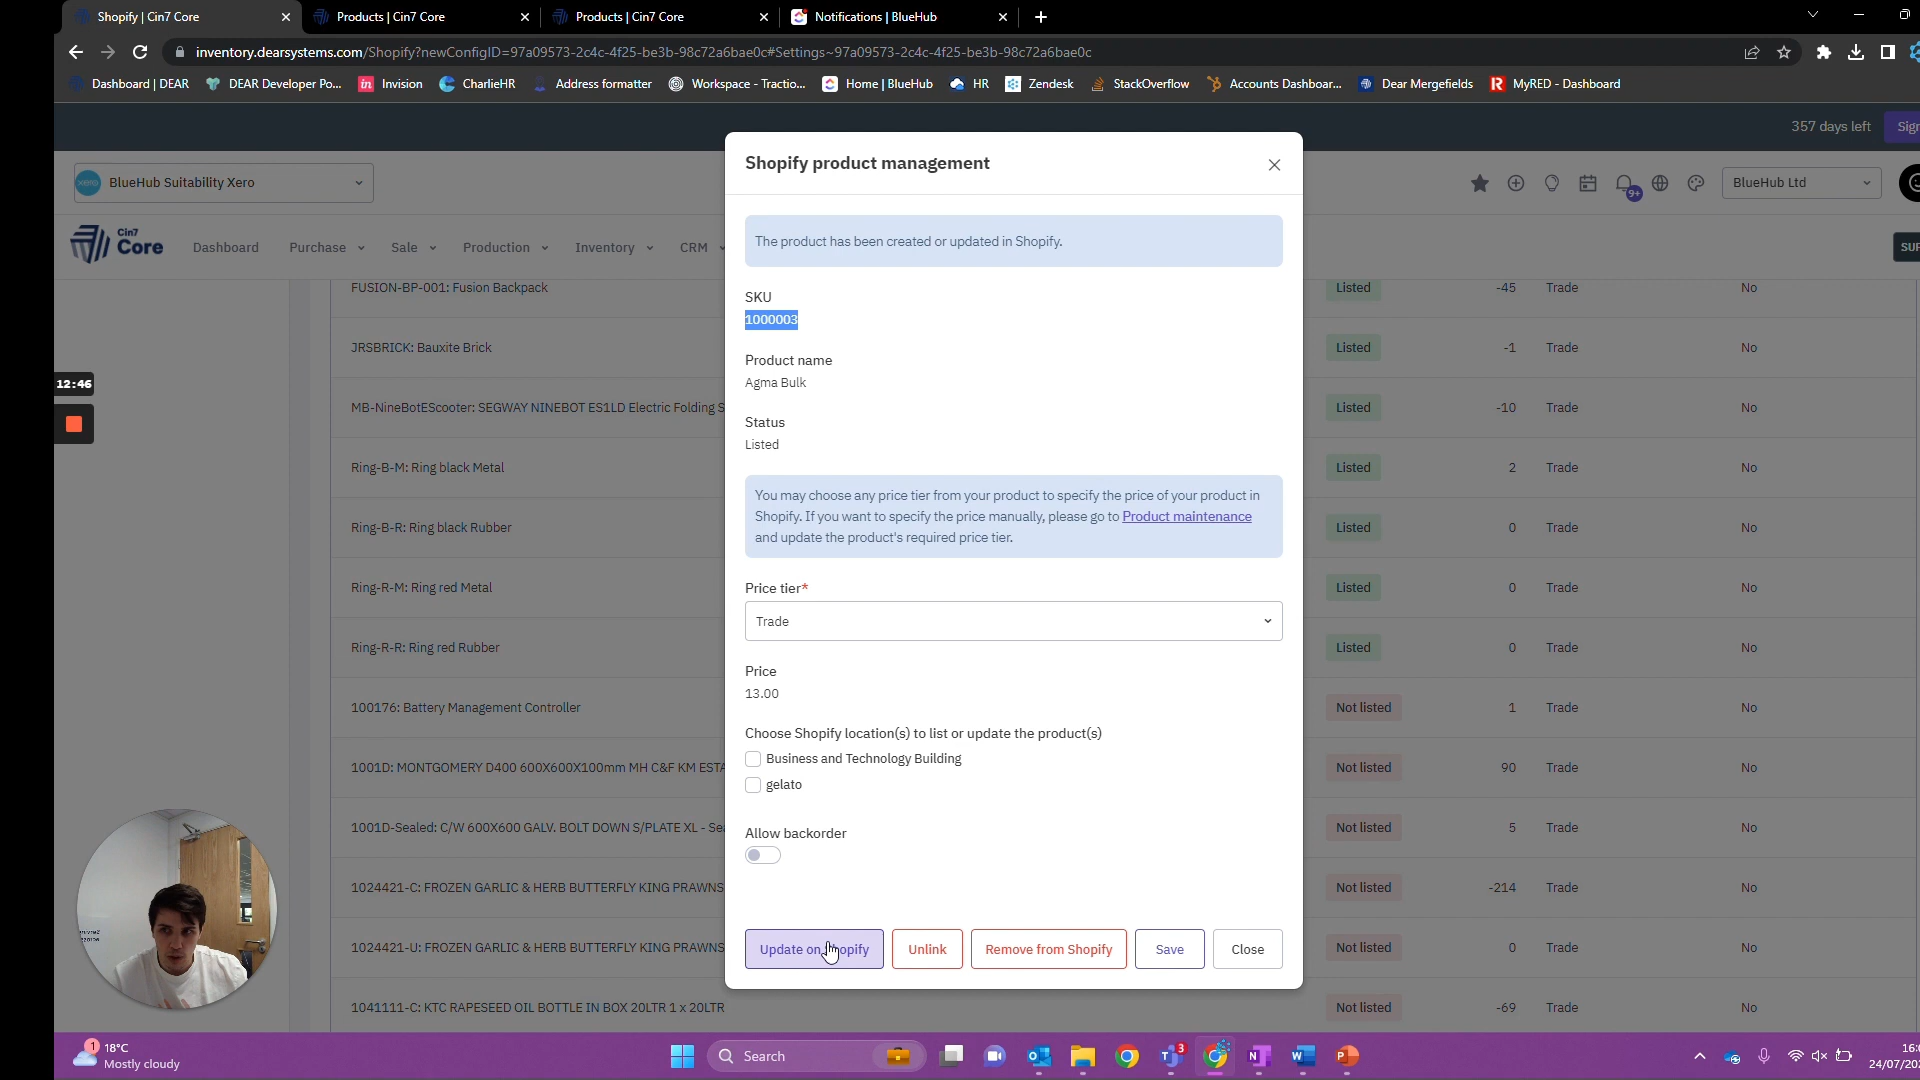 Shopify | Cin7 Core
Products | Cin7 Core
Products | Cin7 Core
Notifications | BlueHub
inventory.dearsystems.com/Shopify?newConfigID=97a09573-2c4c-4f25-be3b-98c72a6bae0c#Settings~97a09573-2c4c-4f25-be3b-98c72a6bae0c
Dashboard | DEAR
DEAR Developer Po...
in Invision
CharlieHR
Address formatter
Workspace - Tractio...
Home | BlueHub
HR
Zendesk
StackOverflow
Accounts Dashboar...
Dear Mergefields
R MyRED - Dashboard
357 days left
Sign
xero BlueHub Suitability Xero
9+
BlueHub Ltd
Cin7
Core
Dashboard
Purchase
Sale
Production
Inventory
CRM
SUP
Shopify product management
The product has been created or updated in Shopify.
SKU
1000003
Product name
Agma Bulk
Status
Listed
You may choose any price tier from your product to specify the price of your product in
Shopify. If you want to specify the price manually, please go to Product maintenance
and update the product's required price tier.
Price tier*
Trade
Price
13.00
Choose Shopify location(s) to list or update the product(s)
Business and Technology Building
gelato
Allow backorder
Update on Shopify
Unlink
Remove from Shopify
Save
Close
FUSION-BP-001: Fusion Backpack Listed -45 Trade No
JRSBRICK: Bauxite Brick Listed -1 Trade No
MB-NineBotEScooter: SEGWAY NINEBOT ES1LD Electric Folding S Listed -10 Trade No
Ring-B-M: Ring black Metal Listed 2 Trade No
Ring-B-R: Ring black Rubber Listed 0 Trade No
Ring-R-M: Ring red Metal Listed 0 Trade No
Ring-R-R: Ring red Rubber Listed 0 Trade No
100176: Battery Management Controller Not listed 1 Trade No
1001D: MONTGOMERY D400 600X600X100mm MH C&F KM ESTA Not listed 90 Trade No
1001D-Sealed: C/W 600X600 GALV. BOLT DOWN S/PLATE XL - Sea Not listed 5 Trade No
1024421-C: FROZEN GARLIC & HERB BUTTERFLY KING PRAWNS Not listed -214 Trade No
1024421-U: FROZEN GARLIC & HERB BUTTERFLY KING PRAWNS Not listed 0 Trade No
1041111-C: KTC RAPESEED OIL BOTTLE IN BOX 20LTR 1 x 20LTR Not listed -69 Trade No
12:46
1
18°C
Mostly cloudy
Search
3
16:0
24/07/202